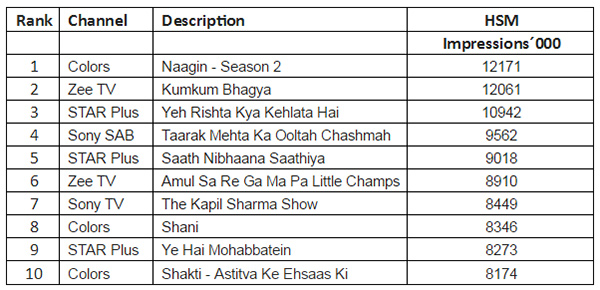 Rank Channel Description HSM
Impressions´000
1 Colors Naagin - Season 2 12171
2 Zee TV Kumkum Bhagya 12061
3 STAR Plus Yeh Rishta Kya Kehlata Hai 10942
4 Sony SAB Taarak Mehta Ka Ooltah Chashmah 9562
5 STAR Plus Saath Nibhaana Saathiya 9018
6 Zee TV Amul Sa Re Ga Ma Pa Little Champs 8910
7 Sony TV The Kapil Sharma Show 8449
8 Colors Shani 8346
9 STAR Plus Ye Hai Mohabbatein 8273
10 Colors Shakti - Astitva Ke Ehsaas Ki 8174